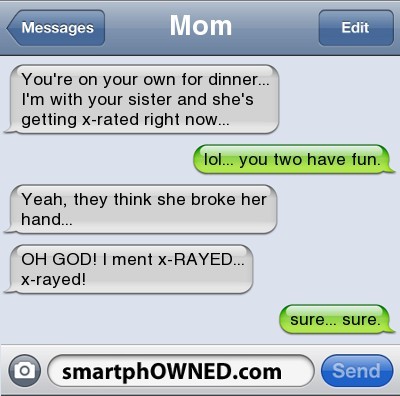 Messages
Mom
Edit
You're on your own for dinner...
I'm with your sister and she's
getting x-rated right now...
lol... you two have fun.
Yeah, they think she broke her
hand...
OH GOD! I ment x-RAYED...
x-rayed!
sure... sure.
smartphOWNED.com
Send